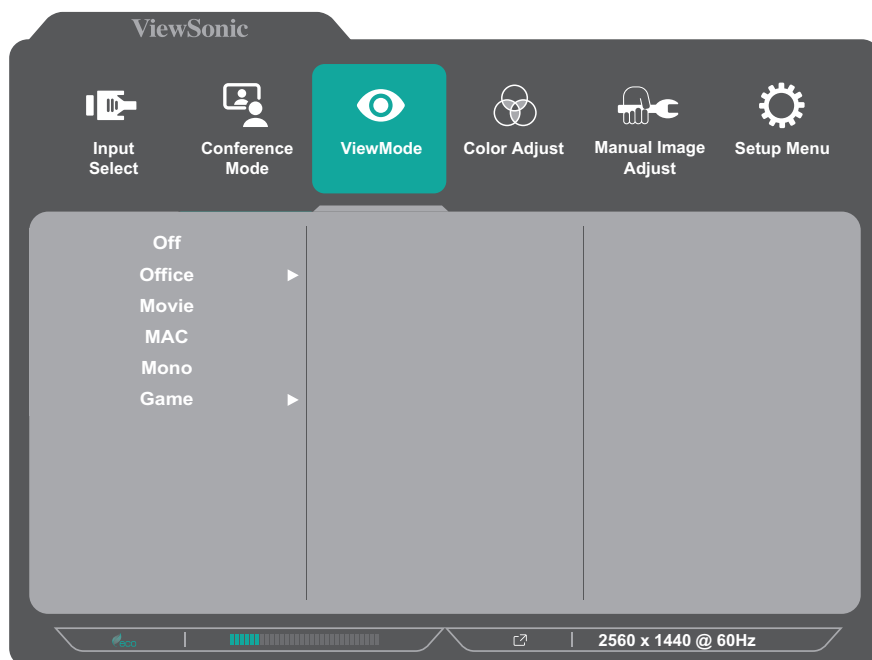 ViewSonic
Input
Select
Conference
Mode
ViewMode
Color Adjust
Manual Image
Adjust
Setup Menu
Off
Office
Movie
MAC
Mono
Game
eco
2560 x 1440 @ 60Hz